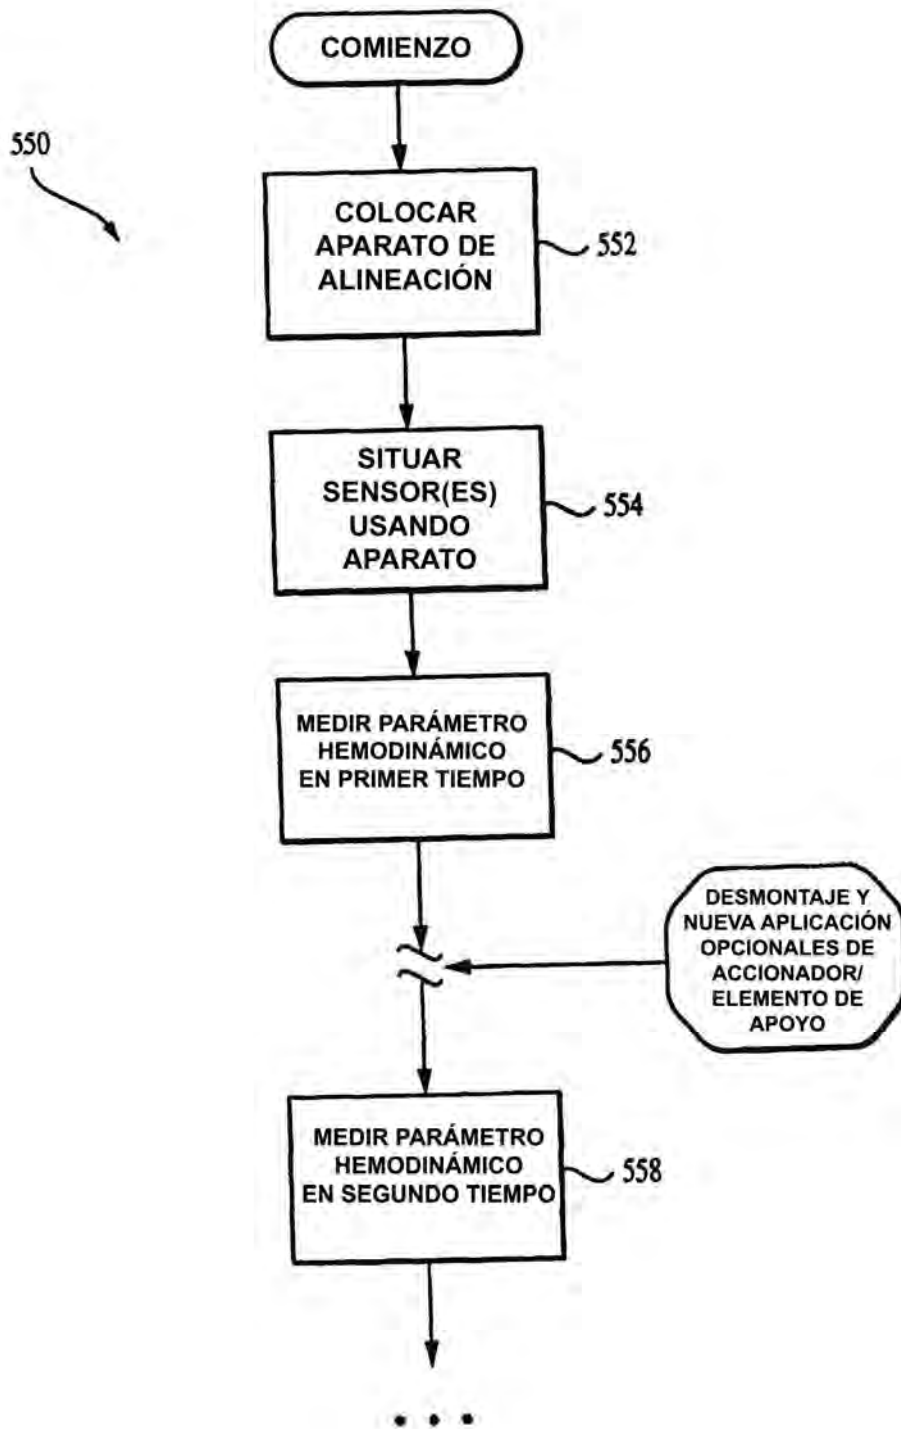 COMIENZO
550
COLOCAR
APARATO DE
ALINEACIÓN
552
SITUAR
SENSOR(ES)
USANDO
APARATO
554
MEDIR PARÁMETRO
HEMODINÁMICO
EN PRIMER TIEMPO
556
DESMONTAJE Y
NUEVA APLICACIÓN
OPCIONALES DE
ACCIONADOR/
ELEMENTO DE
APOYO
MEDIR PARÁMETRO
HEMODINÁMICO
EN SEGUNDO TIEMPO
558
• • •